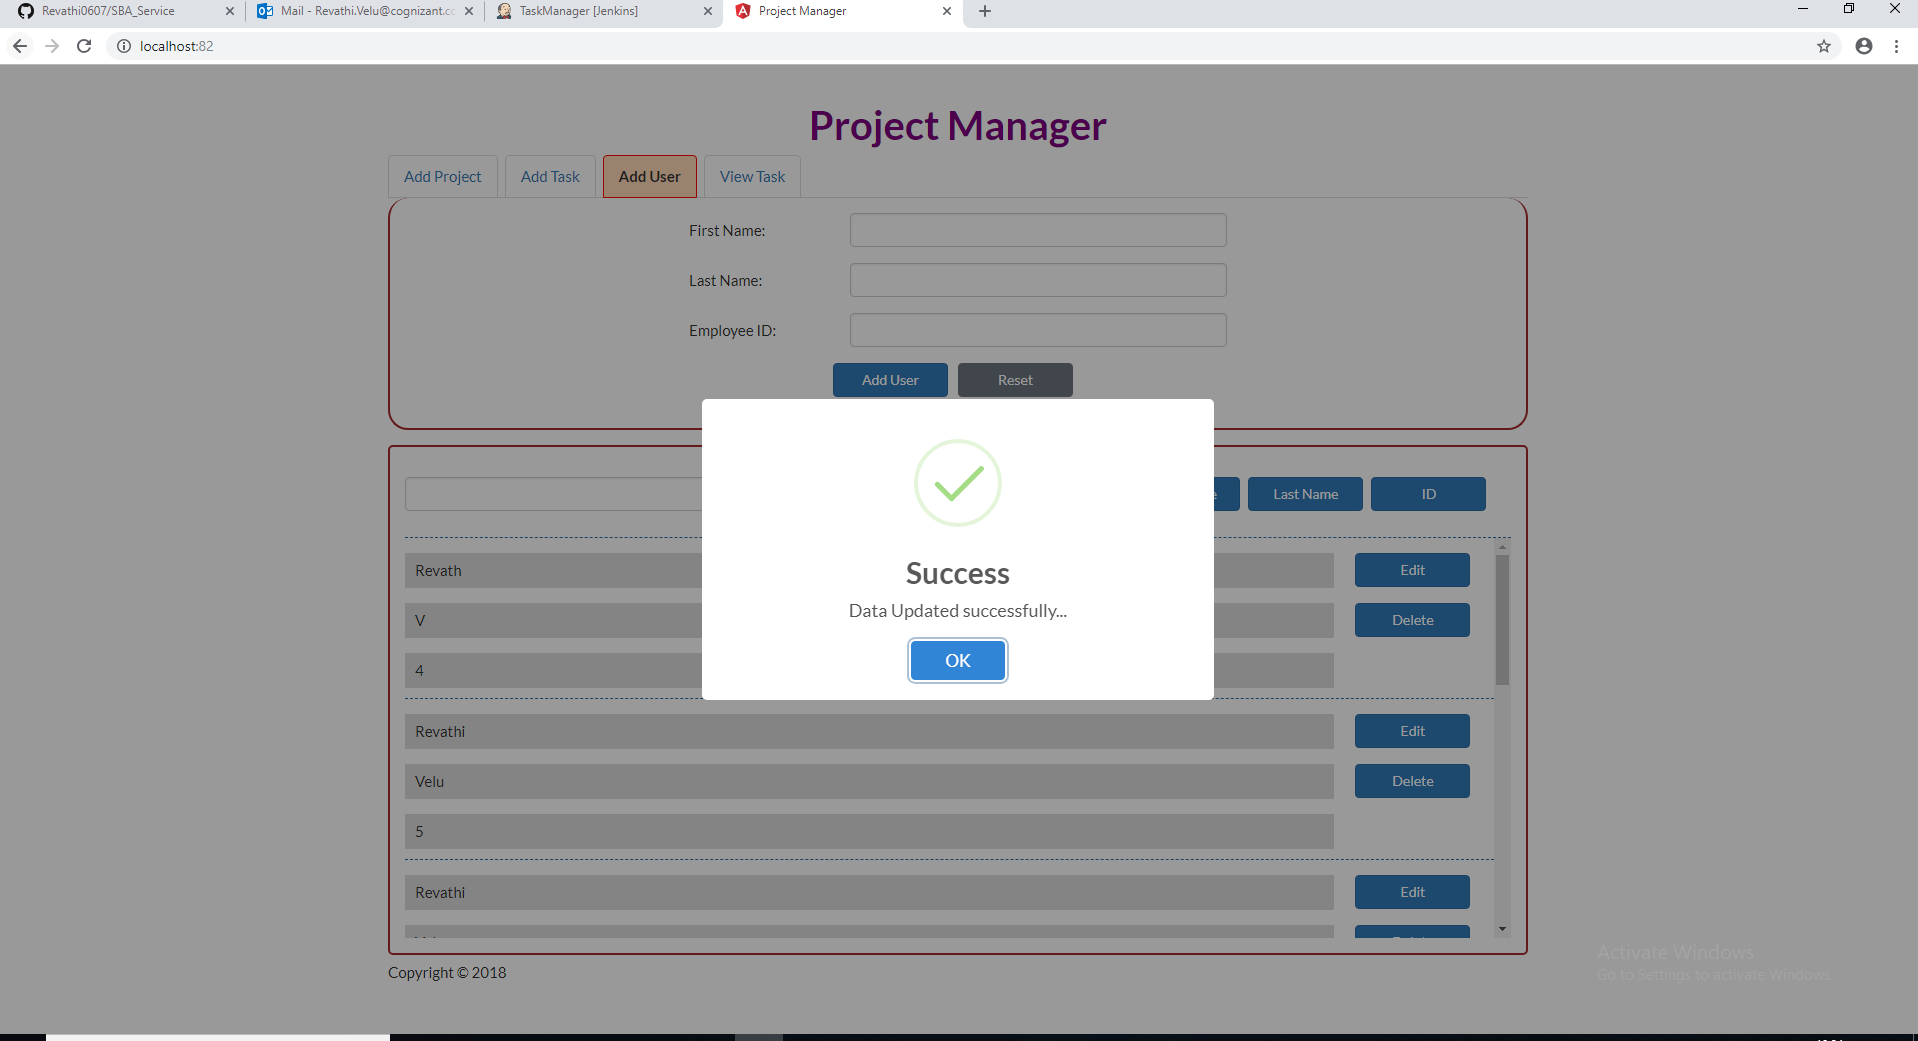 Revathi0607/SBA_Service
Mail - Revathi.Velu@cognizant.co
TaskManager [Jenkins]
Project Manager
localhost:82
Project Manager
Add Project
Add Task
Add User
View Task
First Name:
Last Name:
Employee ID:
Add User
Reset
Last Name
ID
Success
Data Updated successfully...
OK
Revath
Edit
V
Delete
4
Revathi
Edit
Velu
Delete
5
Revathi
Edit
Activate Windows
Go to Settings to activate Windows.
Copyright © 2018